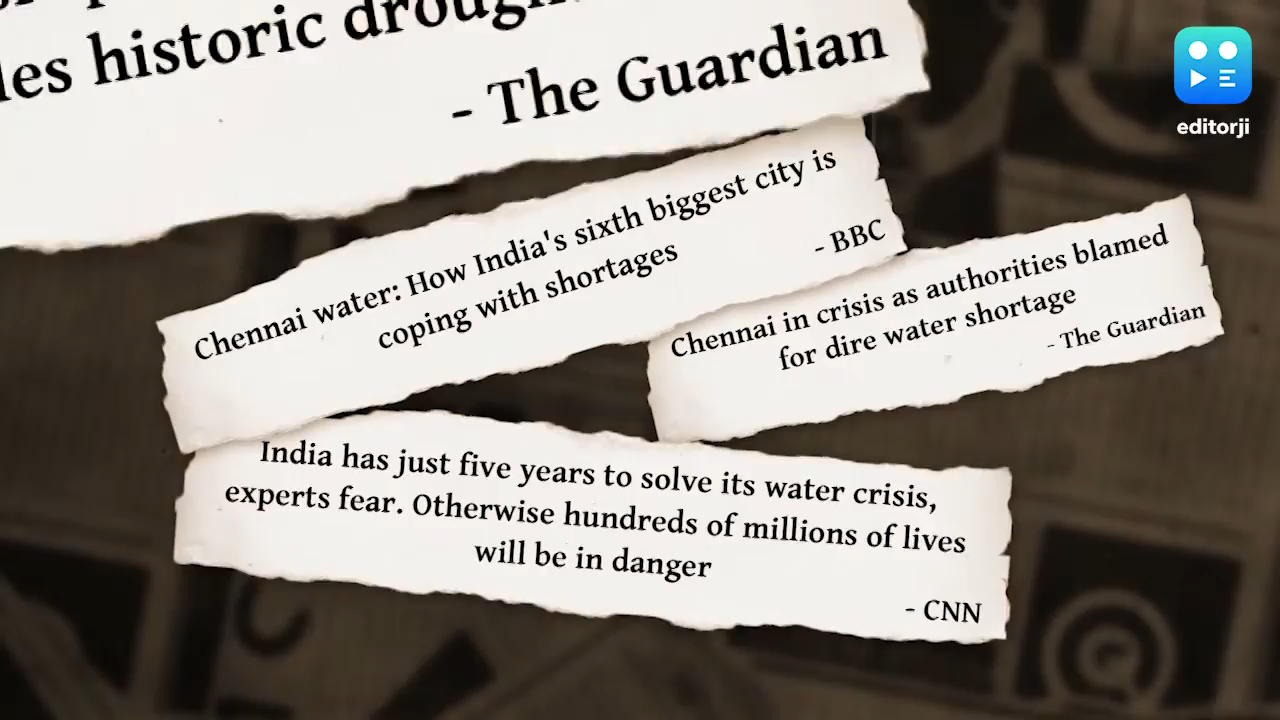 historic drought
- The Guardian
editorji
Chennai water: How India's sixth biggest city is
coping with shortages
- BBC
Chennai in crisis as authorities blamed
for dire water shortage
- The Guardian
India has just five years to solve its water crisis,
experts fear. Otherwise hundreds of millions of lives
will be in danger
- CNN